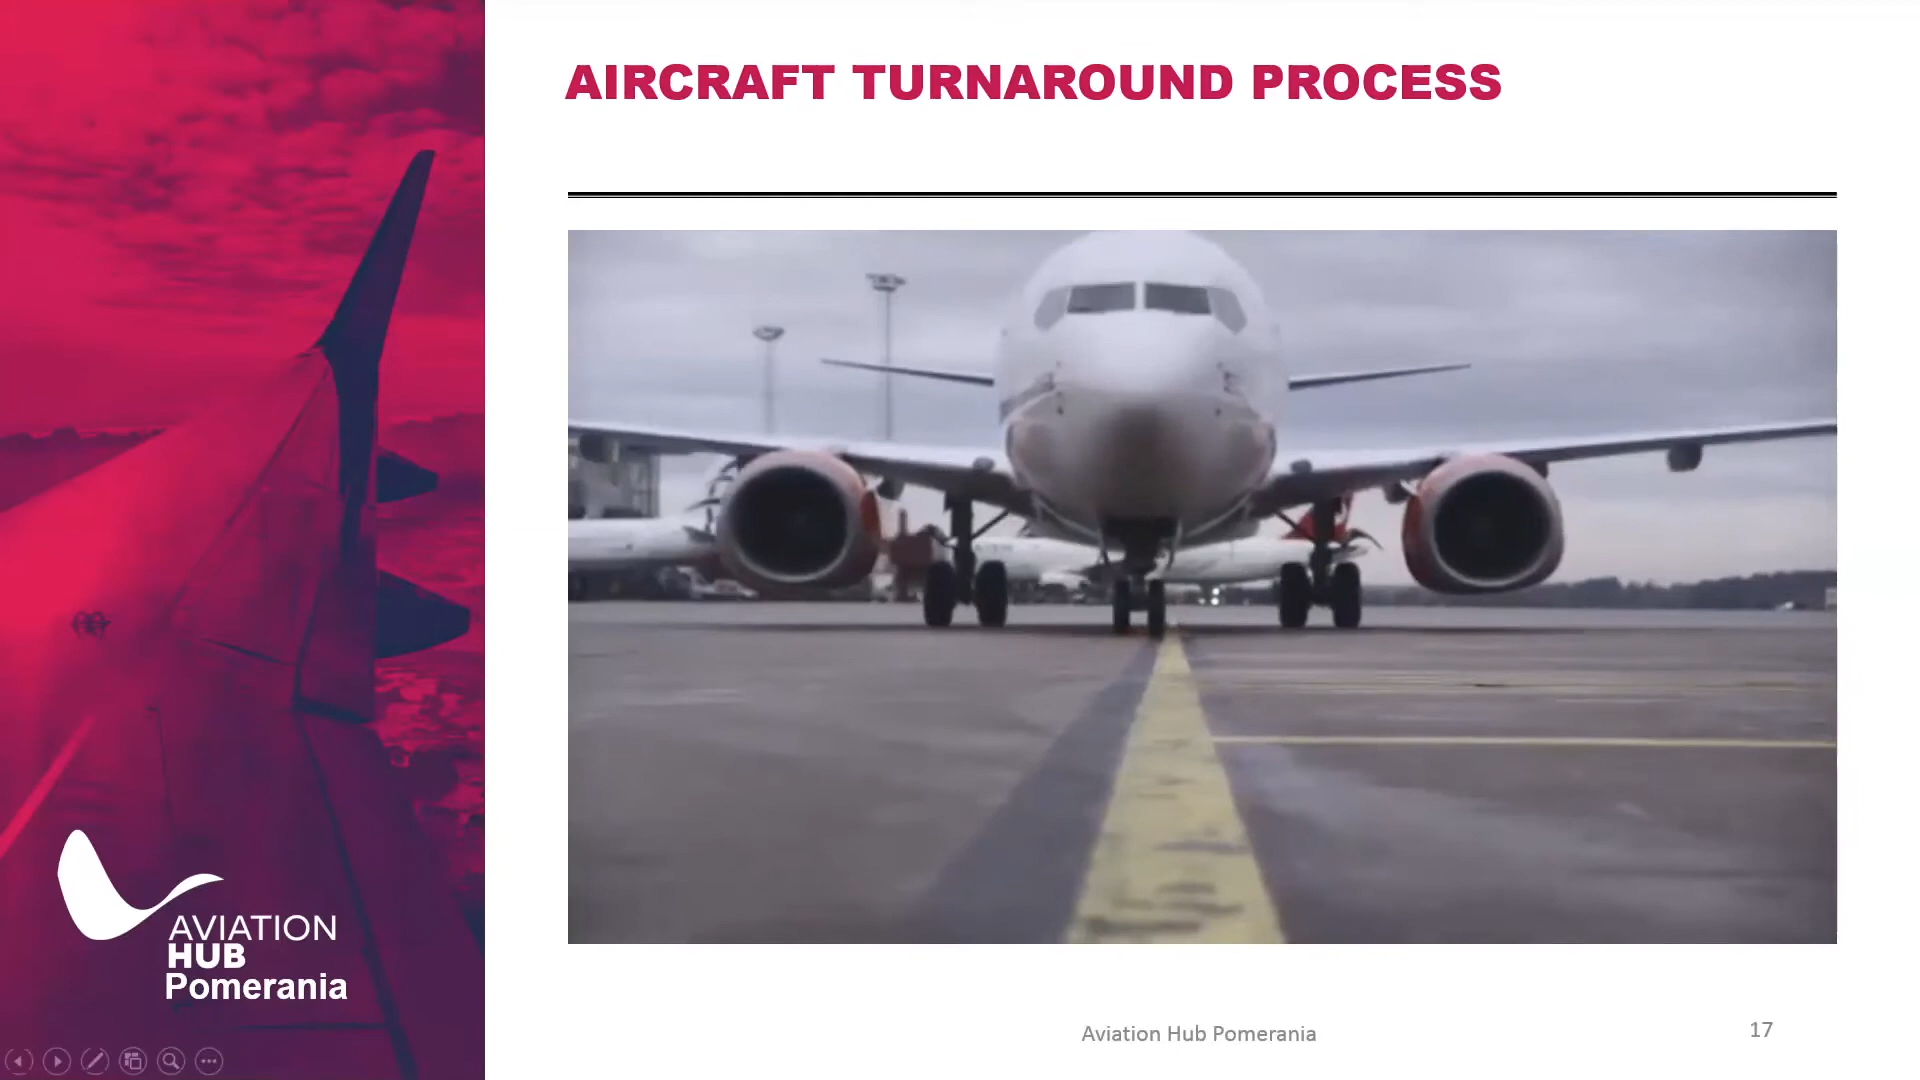 AIRCRAFT TURNAROUND PROCESS
AVIATION
HUB
Pomerania
Aviation Hub Pomerania
17